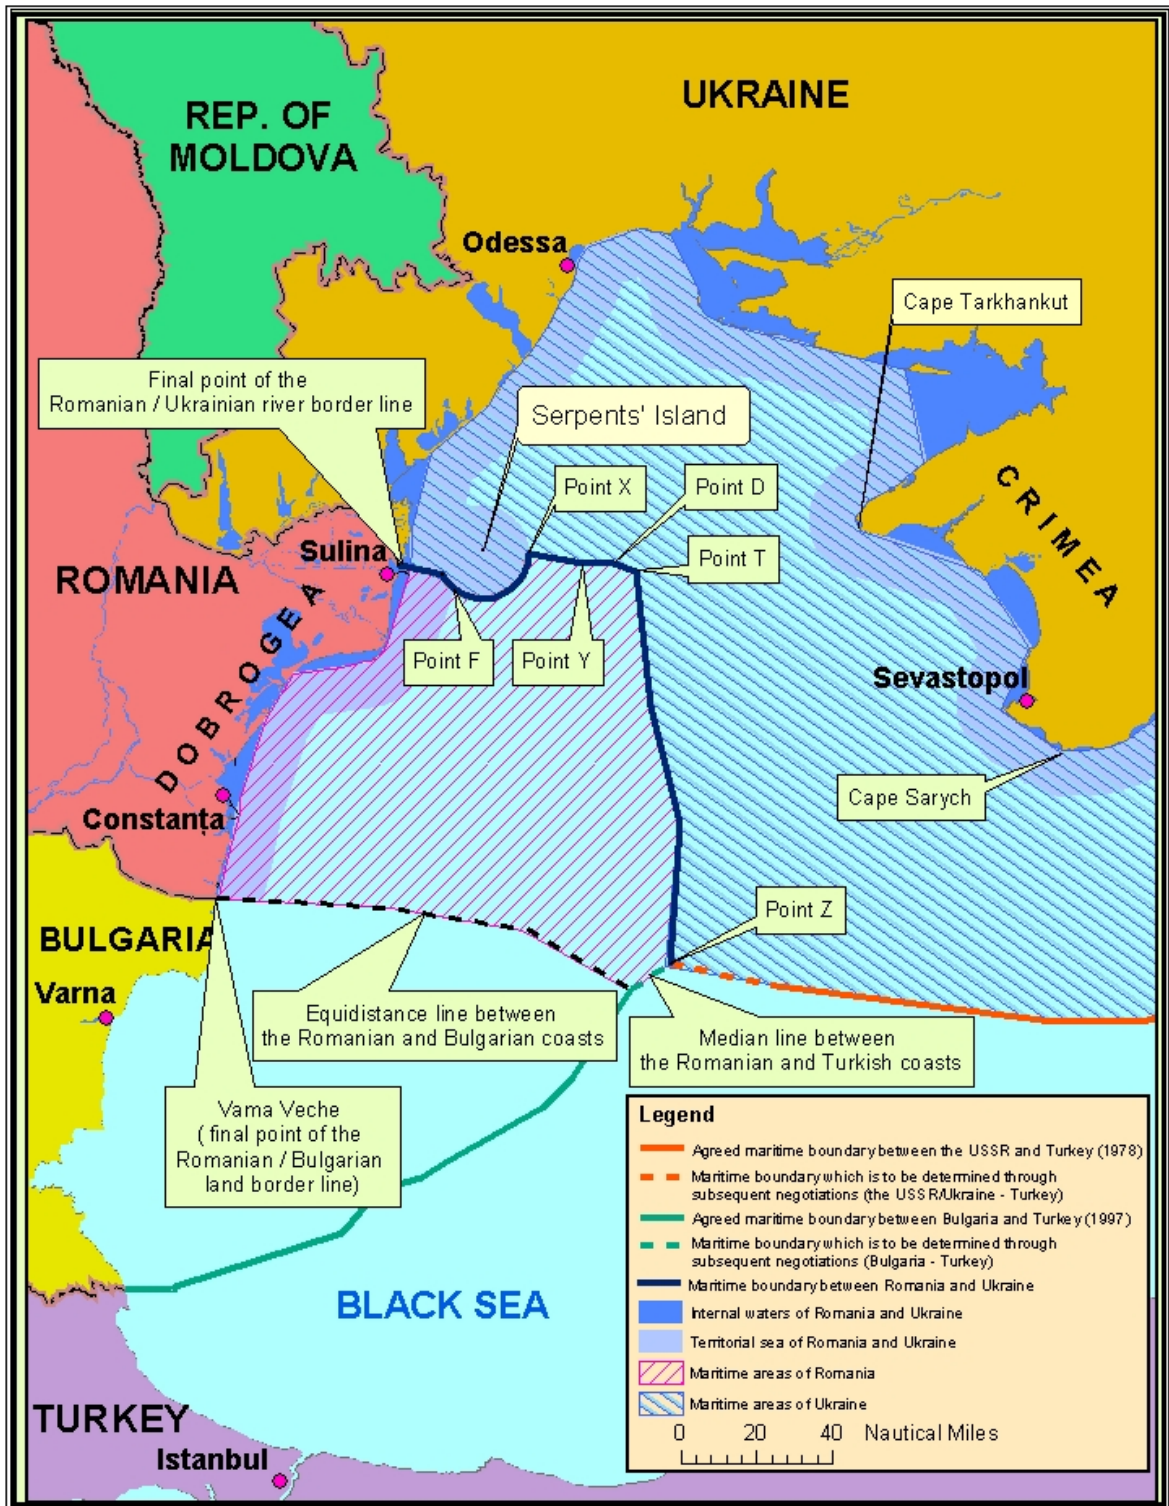 UKRAINE
REP. OF
MOLDOVA
Odessa
Cape Tarkhankut
Final point of the
Romanian / Ukrainian river border line
Serpents' Island
CRIMEA
Point X
Point D
Sulina
Point T
ROMANIA
DOBROGEA
Point F
Point Y
Sevastopol
Cape Sarych
Constanța
Point Z
BULGARIA
Varna
Equidistance line between
the Romanian and Bulgarian coasts
Median line between
the Romanian and Turkish coasts
Vama Veche
( final point of the
Romanian / Bulgarian
land border line)
BLACK SEA
TURKEY
Istanbul
Legend
Agreed maritime boundary between the USSR and Turkey (1978)
Maritime boundary which is to be determined through
subsequent negotiations (the USSR/Ukraine - Turkey)
Agreed maritime boundary between Bulgaria and Turkey (1997)
Maritime boundary which is to be determined through
subsequent negotiations (Bulgaria - Turkey)
Maritime boundary between Romania and Ukraine
Internal waters of Romania and Ukraine
Territorial sea of Romania and Ukraine
Maritime areas of Romania
Maritime areas of Ukraine
0 20 40 Nautical Miles